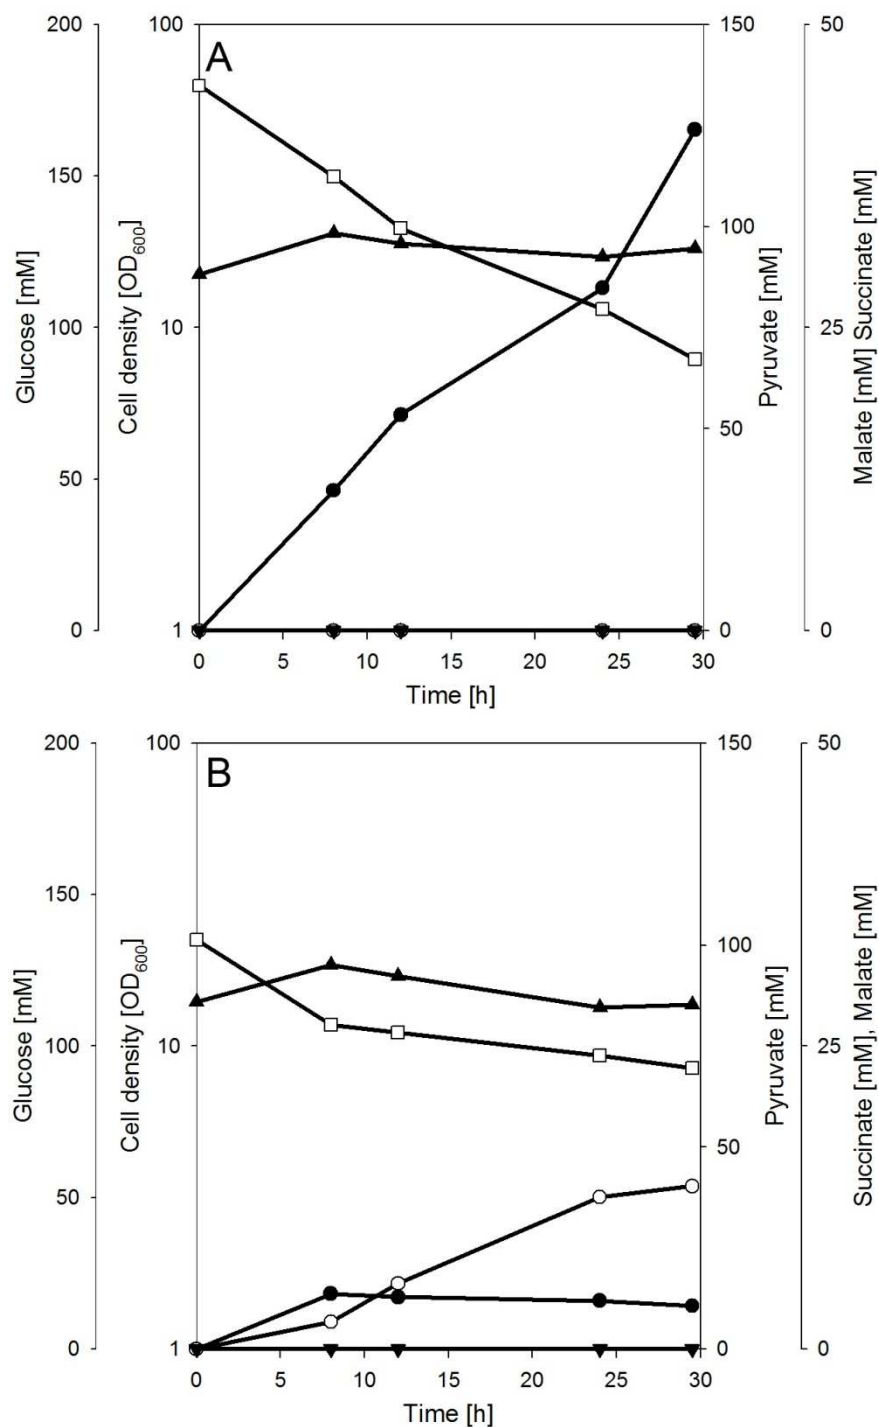 A
200
150
100
50
0
Glucose [mM]
100
10
1
Cell density [OD600]
150
100
50
0
Pyruvate [mM]
50
25
0
Malate [mM] Succinate [mM]
0 5 10 15 20 25 30
Time [h]
B
200
150
100
50
0
Glucose [mM]
100
10
1
Cell density [OD600]
150
100
50
0
Pyruvate [mM]
50
25
0
Succinate [mM], Malate [mM]
0 5 10 15 20 25 30
Time [h]